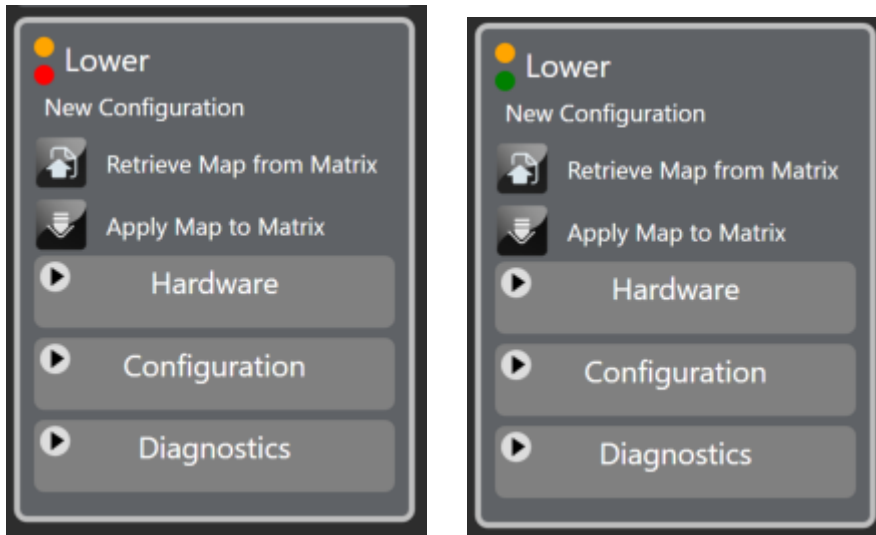 Lower
New Configuration
Retrieve Map from Matrix
Apply Map to Matrix
Hardware
Configuration
Diagnostics
Lower
New Configuration
Retrieve Map from Matrix
Apply Map to Matrix
Hardware
Configuration
Diagnostics